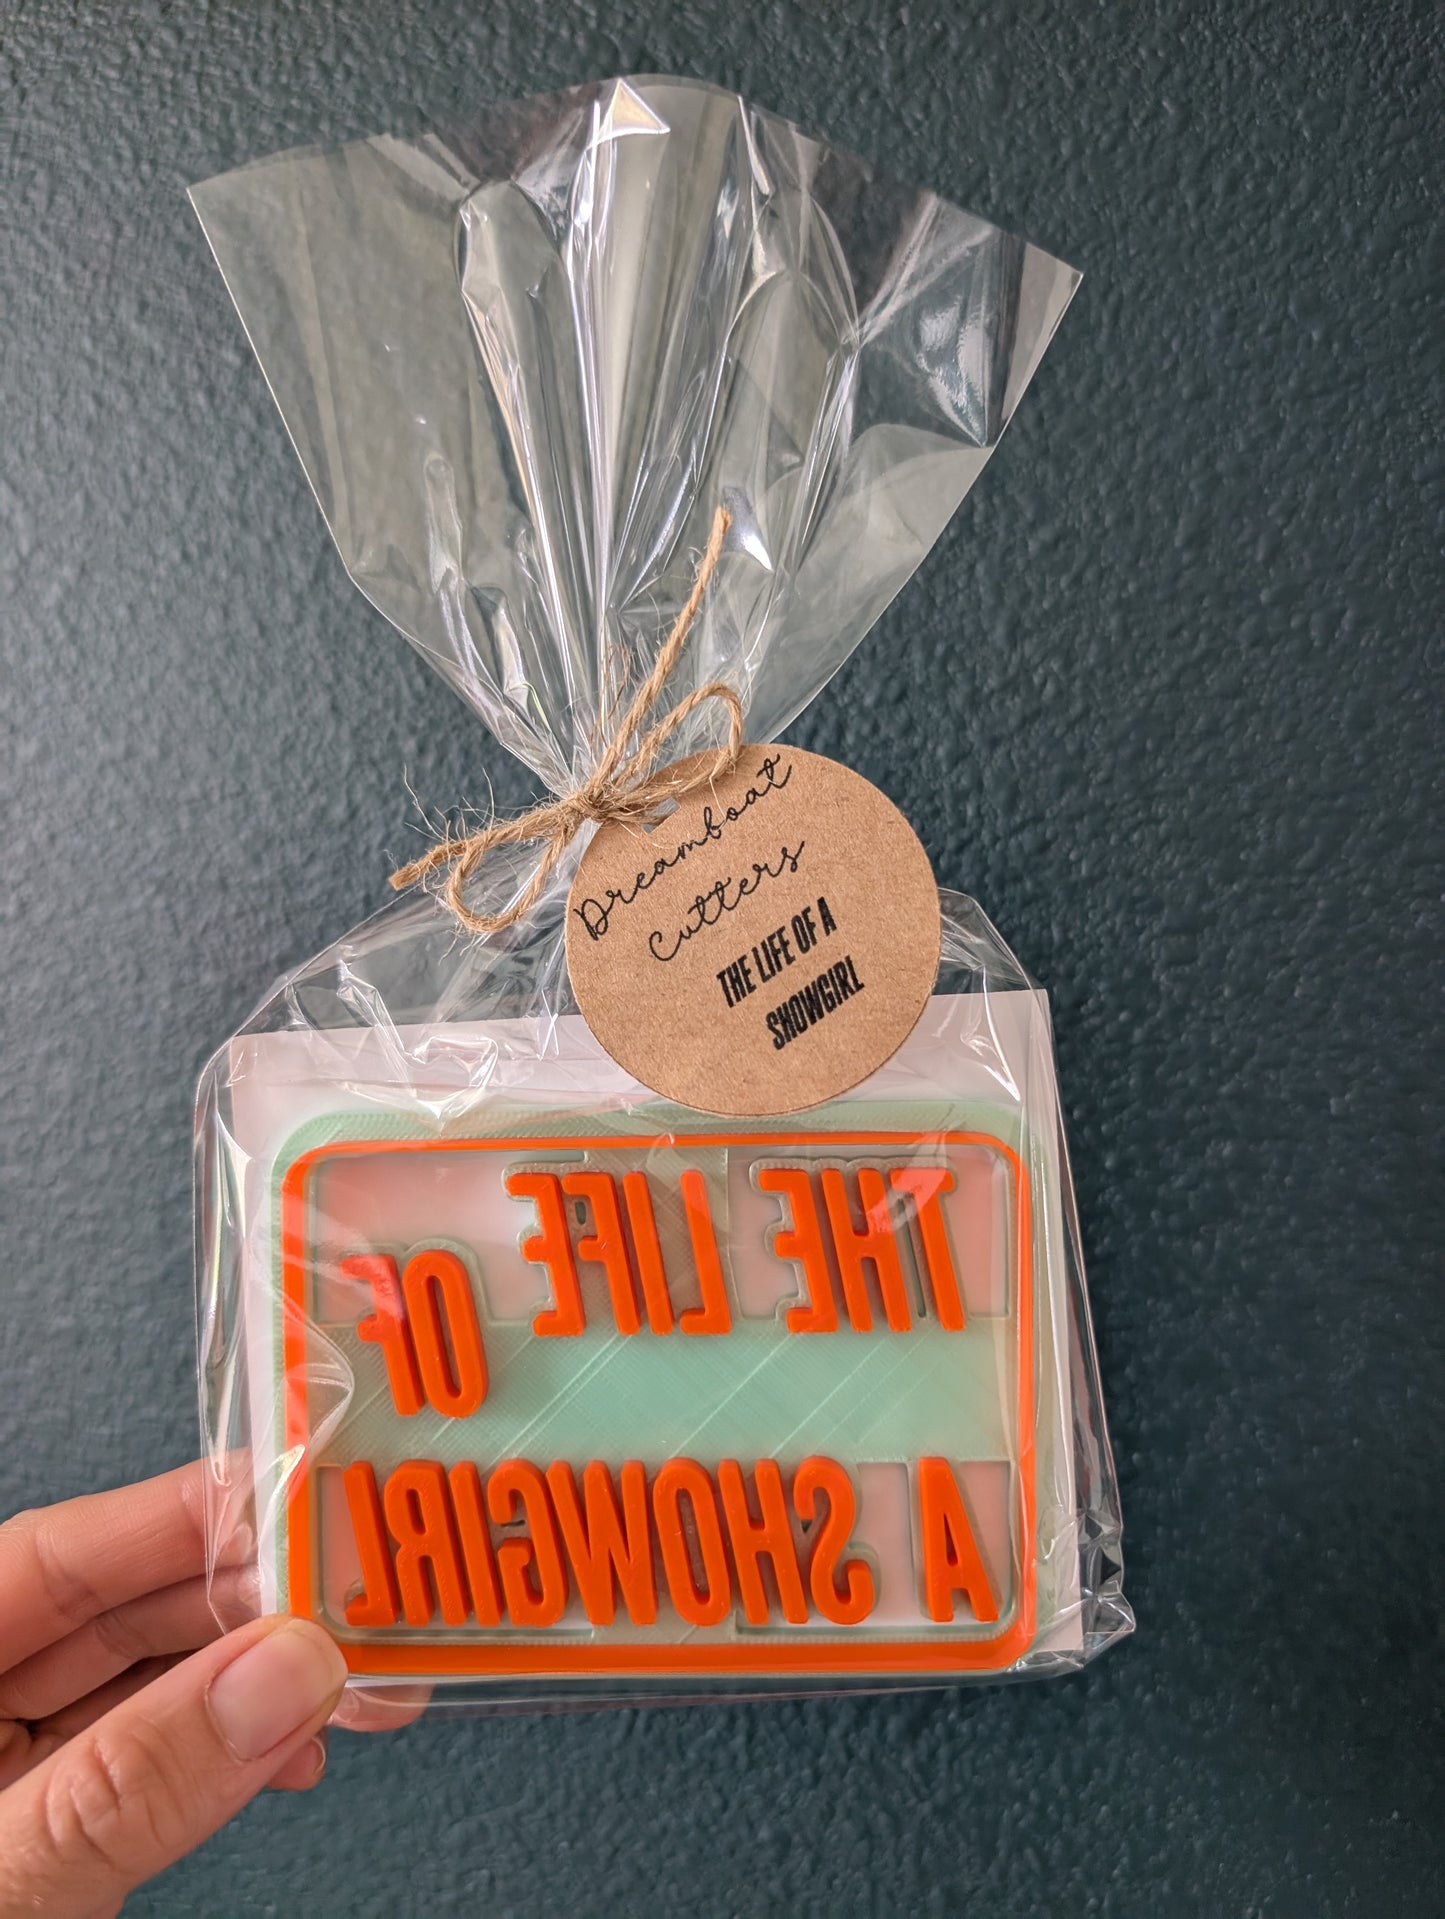 Dreamboat
Cutters
THE LIFE OF A
SHOWGIRL
THE LIFE OF
A SHOWGIRL